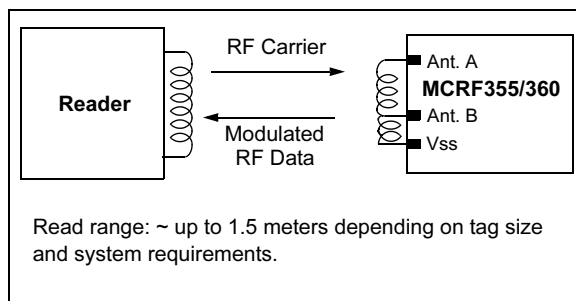 RF Carrier
Reader
Modulated
RF Data
Ant. A
MCRF355/360
Ant. B
Vss
Read range: ~ up to 1.5 meters depending on tag size
and system requirements.